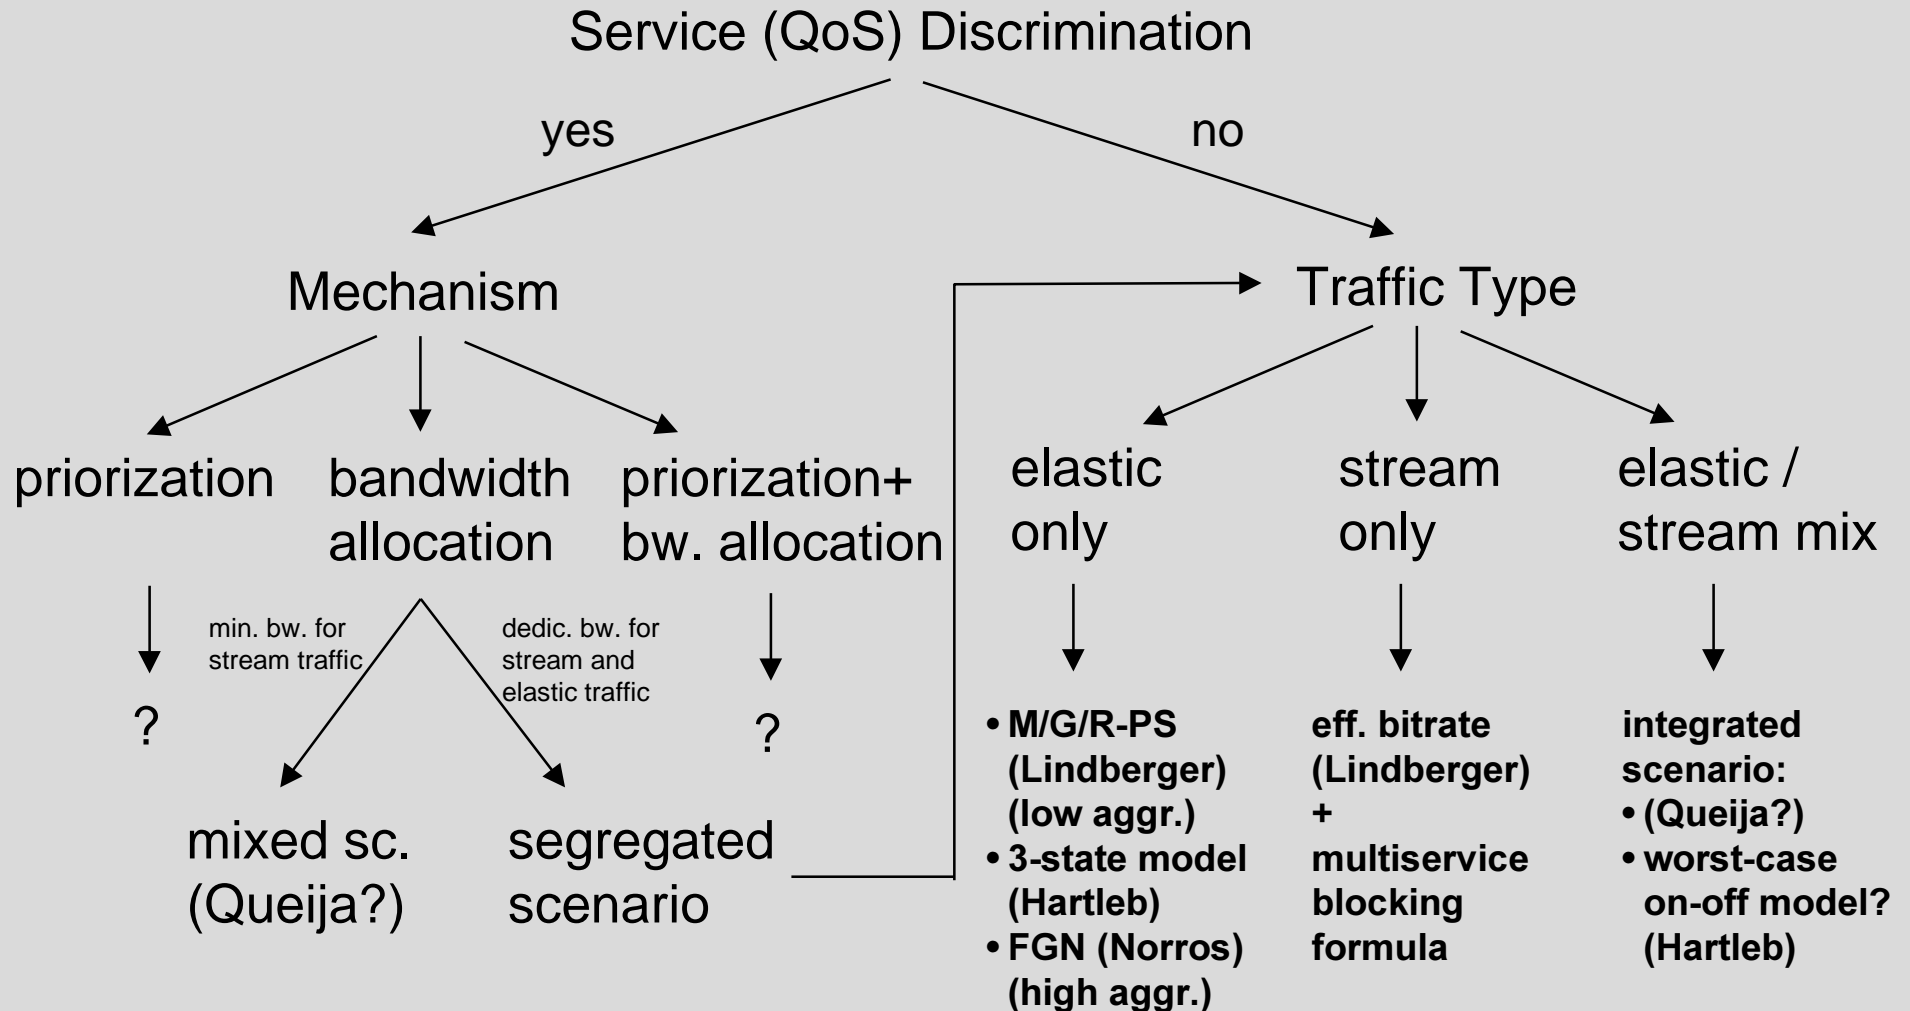 Service (QoS) Discrimination
yes
no
Mechanism
Traffic Type
priorization
bandwidth
allocation
priorization+
bw. allocation
elastic
only
stream
only
elastic /
stream mix
min. bw. for
stream traffic
dedic. bw. for
stream and
elastic traffic
?
?
mixed sc.
(Queija?)
segregated
scenario
• M/G/R-PS
(Lindberger)
(low aggr.)
• 3-state model
(Hartleb)
• FGN (Norros)
(high aggr.)
eff. bitrate
(Lindberger)
+
multiservice
blocking
formula
integrated
scenario:
• (Queija?)
• worst-case
on-off model?
(Hartleb)